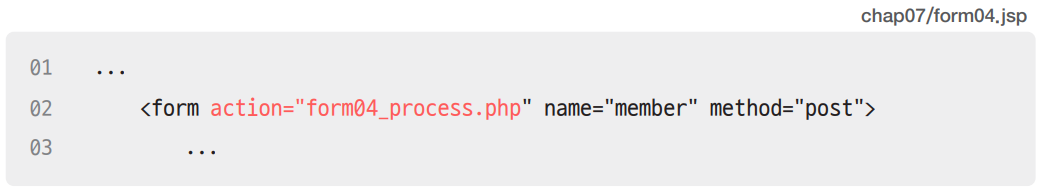 chap07/form04.jsp
01 ...
02 <form action="form04_process.php" name="member" method="post">
03 ...